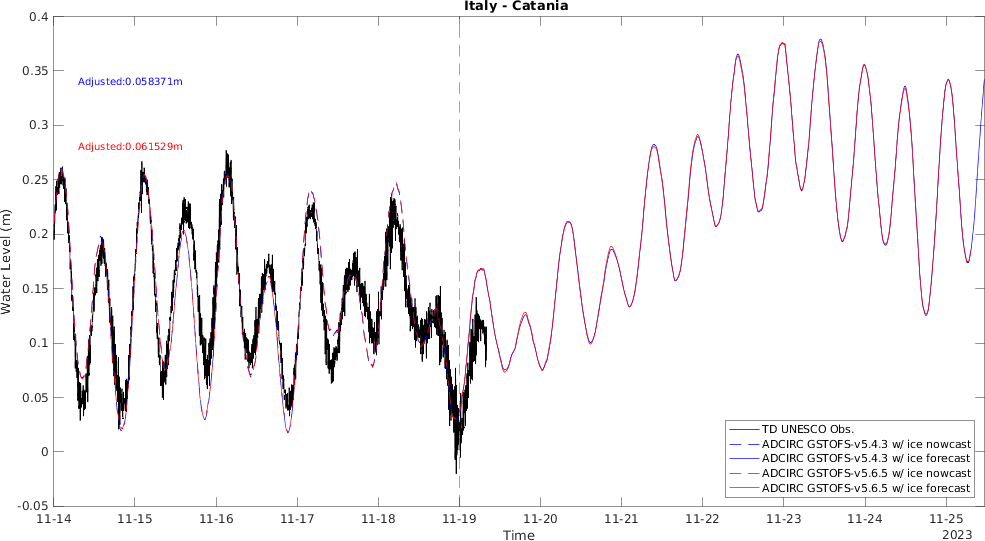 Italy - Catania
Water Level (m)
0.4
0.35
0.3
0.25
0.2
0.15
0.1
0.05
0
-0.05
Adjusted:0.058371m
Adjusted:0.061529m
TD UNESCO Obs.
ADCIRC GSTOFS-v5.4.3 w/ ice nowcast
ADCIRC GSTOFS-v5.4.3 w/ ice forecast
ADCIRC GSTOFS-v5.6.5 w/ ice nowcast
ADCIRC GSTOFS-v5.6.5 w/ ice forecast
11-14 11-15 11-16 11-17 11-18 11-19 11-20 11-21 11-22 11-23 11-24 11-25
Time
2023